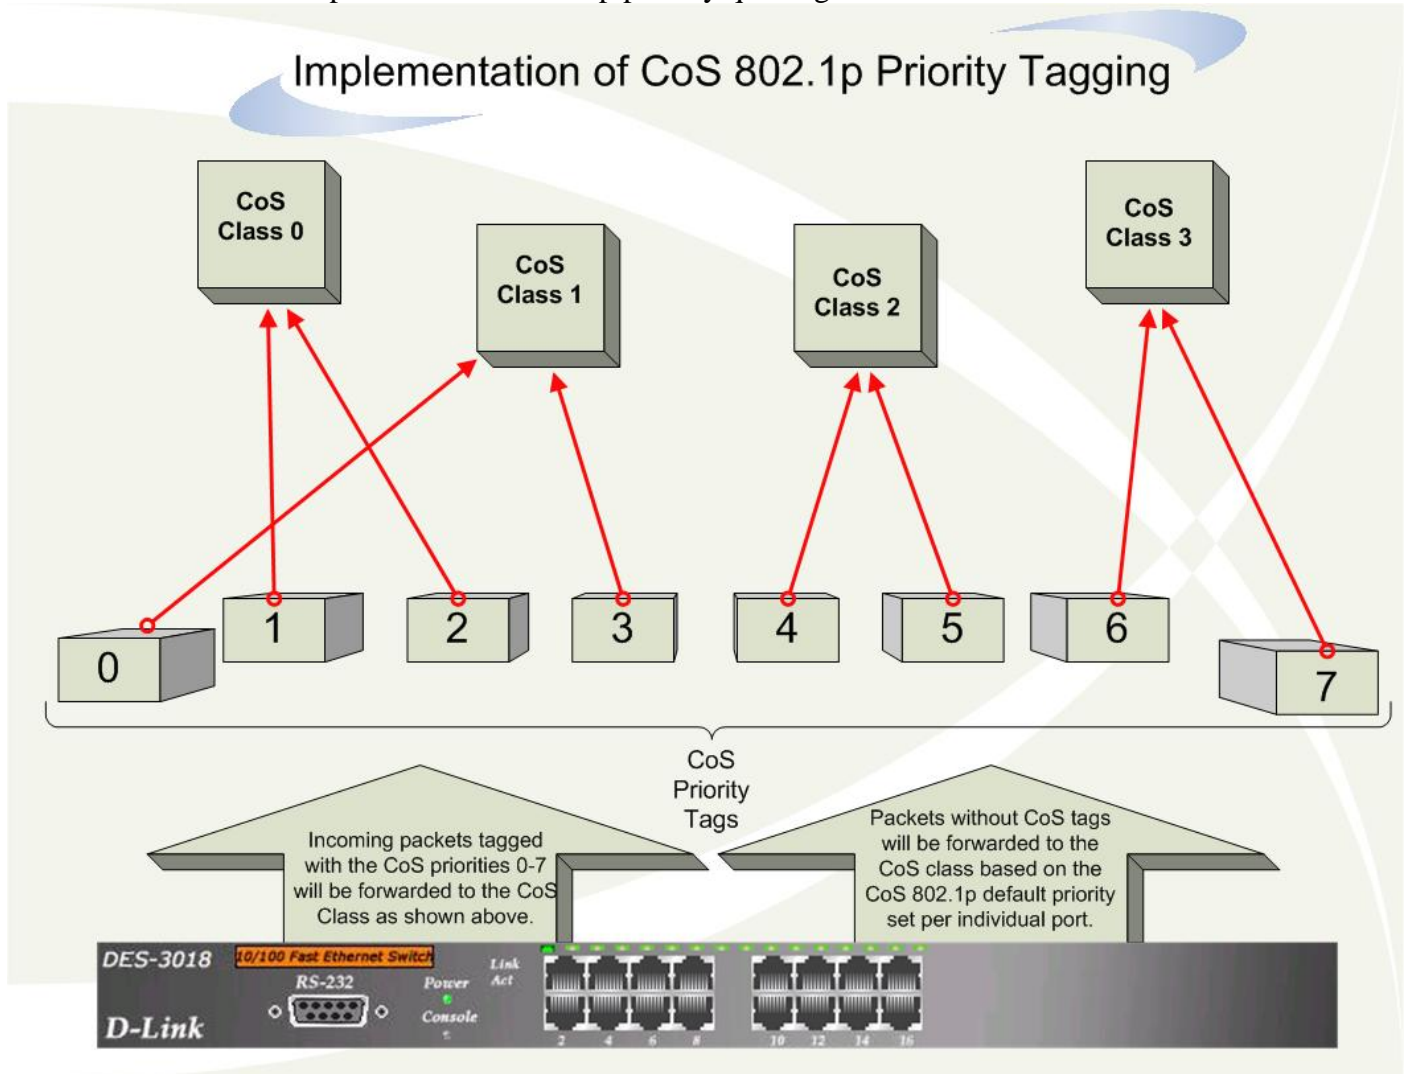 Implementation of CoS 802.1p Priority Tagging
CoS
Class 0
CoS
Class 1
CoS
Class 2
CoS
Class 3
0
1
2
3
4
5
6
7
CoS
Priority
Tags
Incoming packets tagged
with the CoS priorities 0-7
will be forwarded to the CoS
Class as shown above.
Packets without CoS tags
will be forwarded to the
CoS class based on the
CoS 802.1p default priority
set per individual port.
DES-3018
10/100 Fast Ethernet Switch
RS-232
Power
Console
Link
Act
D-Link
2 4 6 8 10 12 14 16